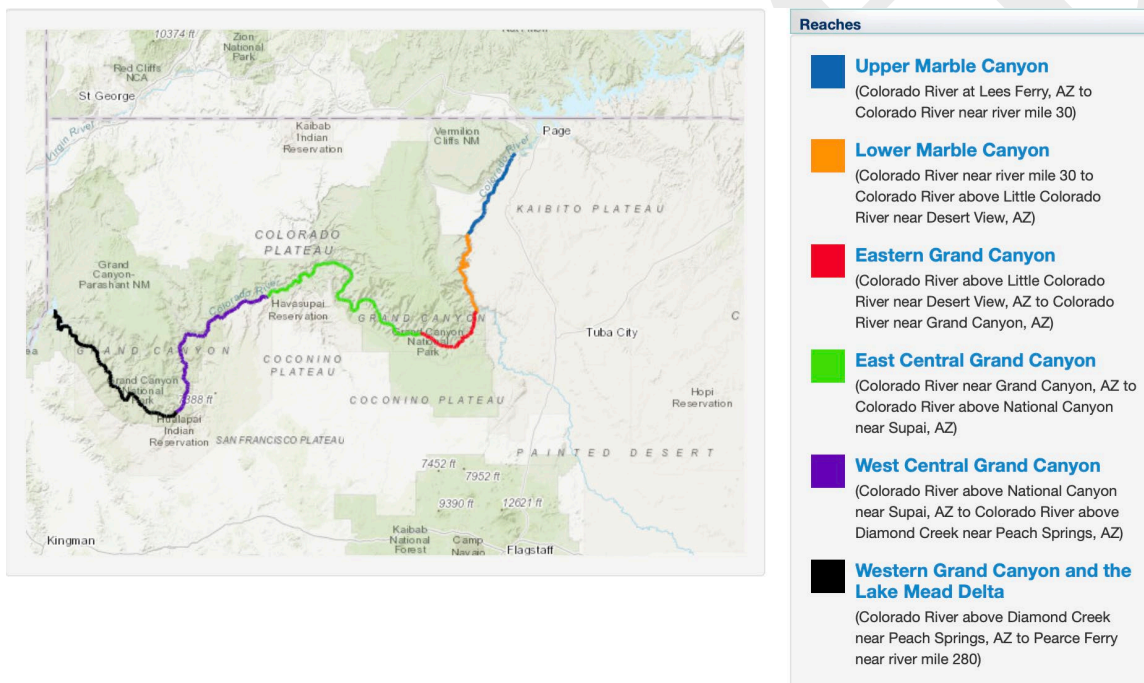 10374 ft
Zion
National
Park
Red Cliffs
NCA
St George
Virgin River
Kaibab
Indian
Reservation
Vermilion
Cliffs NM
Page
Colorado River
KAIBITO PLATEAU
COLORADO
PLATEAU
Grand
Canyon-
Parashant NM
Colorado River
Havasupai
Reservation
GRAND CANYON
Grand Canyon
National
Park
Tuba City
C
GRAND CANYON
COCONINO
PLATEAU
Grand Canyon
National
Park
7388 ft
COCONINO PLATEAU
Hopi
Reservation
Hualapai
Indian
Reservation
SAN FRANCISCO PLATEAU
PAINTED DESERT
7452 ft
7952 ft
9390 ft
12621 ft
Kingman
Kaibab
National
Forest
Camp
Navajo
Flagstaff
Reaches
Upper Marble Canyon
(Colorado River at Lees Ferry, AZ to
Colorado River near river mile 30)
Lower Marble Canyon
(Colorado River near river mile 30 to
Colorado River above Little Colorado
River near Desert View, AZ)
Eastern Grand Canyon
(Colorado River above Little Colorado
River near Desert View, AZ to Colorado
River near Grand Canyon, AZ)
East Central Grand Canyon
(Colorado River near Grand Canyon, AZ to
Colorado River above National Canyon
near Supai, AZ)
West Central Grand Canyon
(Colorado River above National Canyon
near Supai, AZ to Colorado River above
Diamond Creek near Peach Springs, AZ)
Western Grand Canyon and the
Lake Mead Delta
(Colorado River above Diamond Creek
near Peach Springs, AZ to Pearce Ferry
near river mile 280)